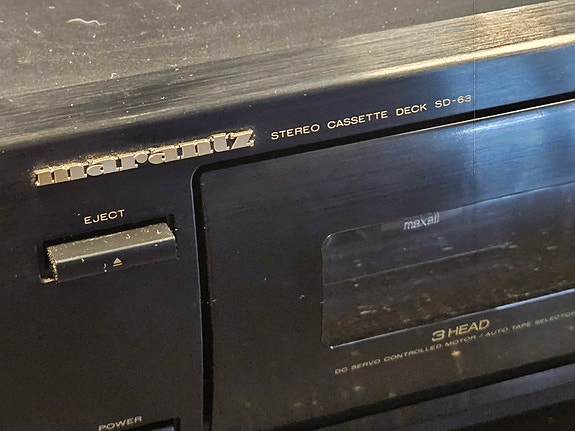 marantz STEREO CASSETTE DECK SD-63
EJECT
maxell
3 HEAD
DC SERVO CONTROLLED MOTOR / AUTO TAPE SELECTOR
POWER